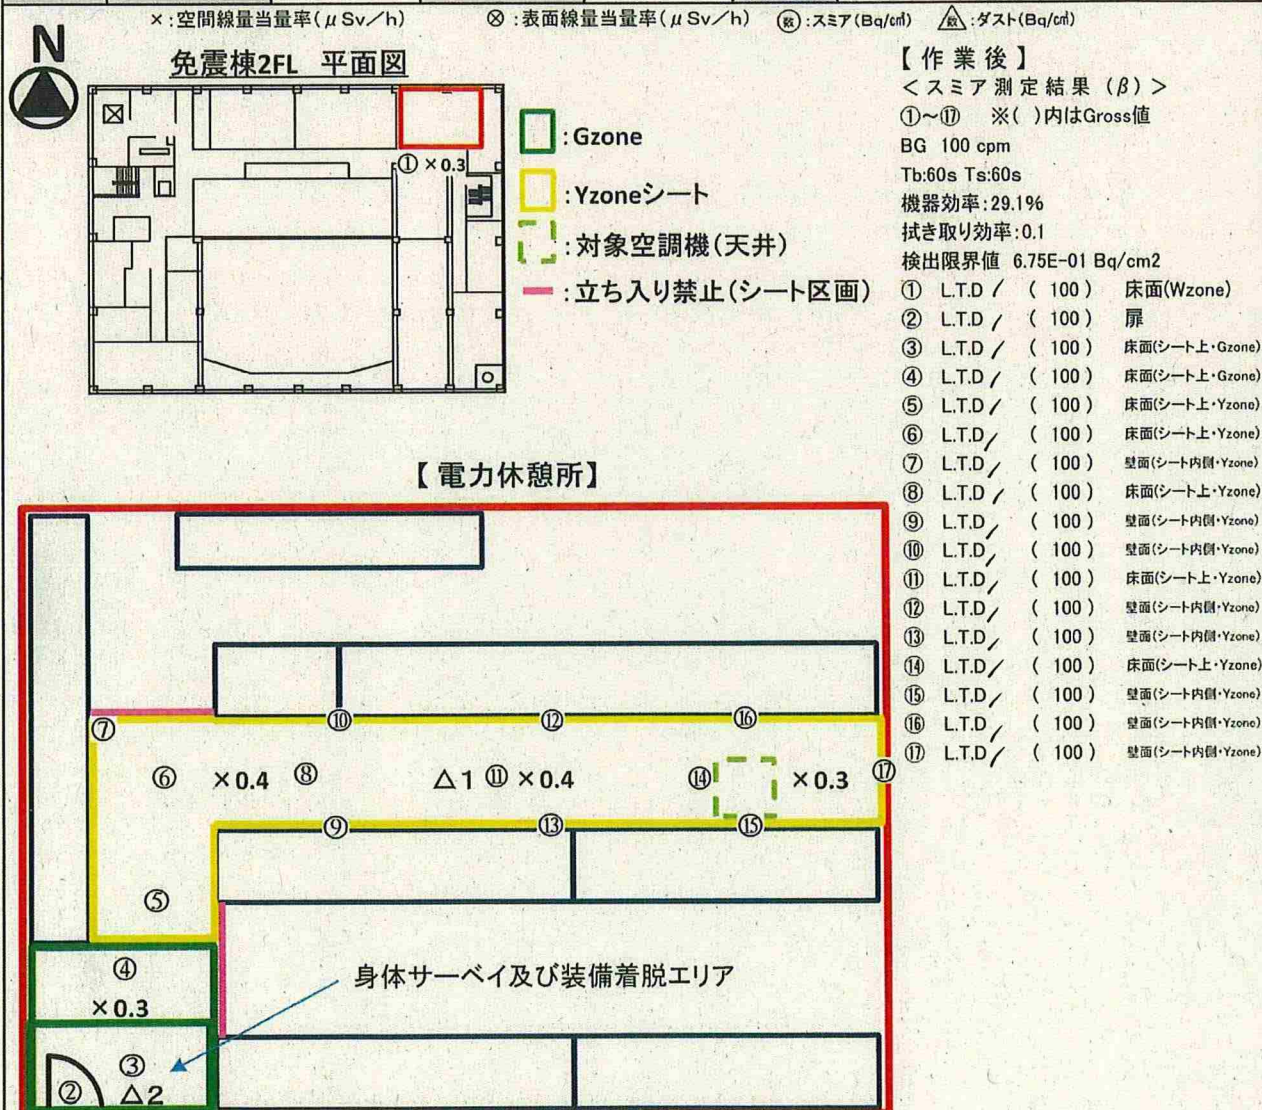 ×:空間線量当量率(μSv/h) ⊗:表面線量当量率(μSv/h) 数:スミア(Bq/c㎡) 数:ダスト(Bq/c㎡)
N
免震棟2FL 平面図
① ×0.3
:Gzone
:Yzoneシート
:対象空調機(天井)
:立ち入り禁止(シート区画)
【作業後】
<スミア測定結果(β)>
①～⑰ ※( )内はGross値
BG 100 cpm
Tb:60s Ts:60s
機器効率:29.1%
拭き取り効率:0.1
検出限界値 6.75E-01 Bq/cm2
① L.T.D / ( 100 ) 床面(Wzone)
② L.T.D / ( 100 ) 扉
③ L.T.D / ( 100 ) 床面(シート上・Gzone)
④ L.T.D / ( 100 ) 床面(シート上・Gzone)
⑤ L.T.D / ( 100 ) 床面(シート上・Yzone)
⑥ L.T.D / ( 100 ) 床面(シート上・Yzone)
⑦ L.T.D / ( 100 ) 壁面(シート内側・Yzone)
⑧ L.T.D / ( 100 ) 床面(シート上・Yzone)
⑨ L.T.D / ( 100 ) 壁面(シート内側・Yzone)
⑩ L.T.D / ( 100 ) 壁面(シート内側・Yzone)
⑪ L.T.D / ( 100 ) 床面(シート上・Yzone)
⑫ L.T.D / ( 100 ) 壁面(シート内側・Yzone)
⑬ L.T.D / ( 100 ) 壁面(シート内側・Yzone)
⑭ L.T.D / ( 100 ) 床面(シート上・Yzone)
⑮ L.T.D / ( 100 ) 壁面(シート内側・Yzone)
⑯ L.T.D / ( 100 ) 壁面(シート内側・Yzone)
⑰ L.T.D / ( 100 ) 壁面(シート内側・Yzone)
【電力休憩所】
⑦ ⑩ ⑫ ⑯
⑥ ×0.4 ⑧ △1 ⑪ ×0.4 ⑭ ×0.3 ⑰
⑨ ⑬ ⑮
⑤
④
×0.3
身体サーベイ及び装備着脱エリア
③
② △2